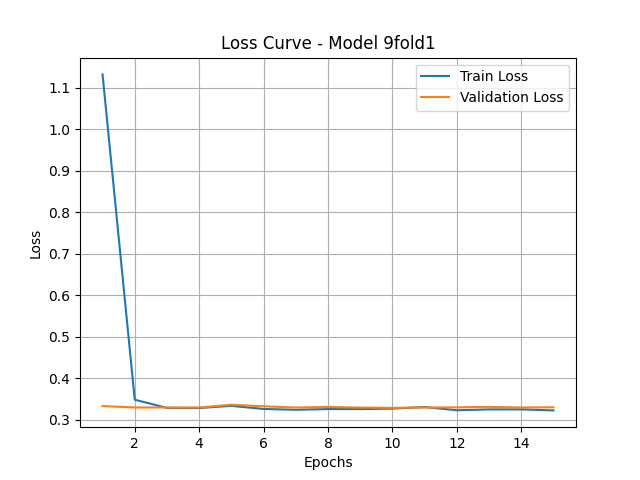 Loss Curve - Model 9fold1
Train Loss
Validation Loss
1.1
1.0
0.9
0.8
0.7
0.6
0.5
0.4
0.3
Loss
2 4 6 8 10 12 14
Epochs